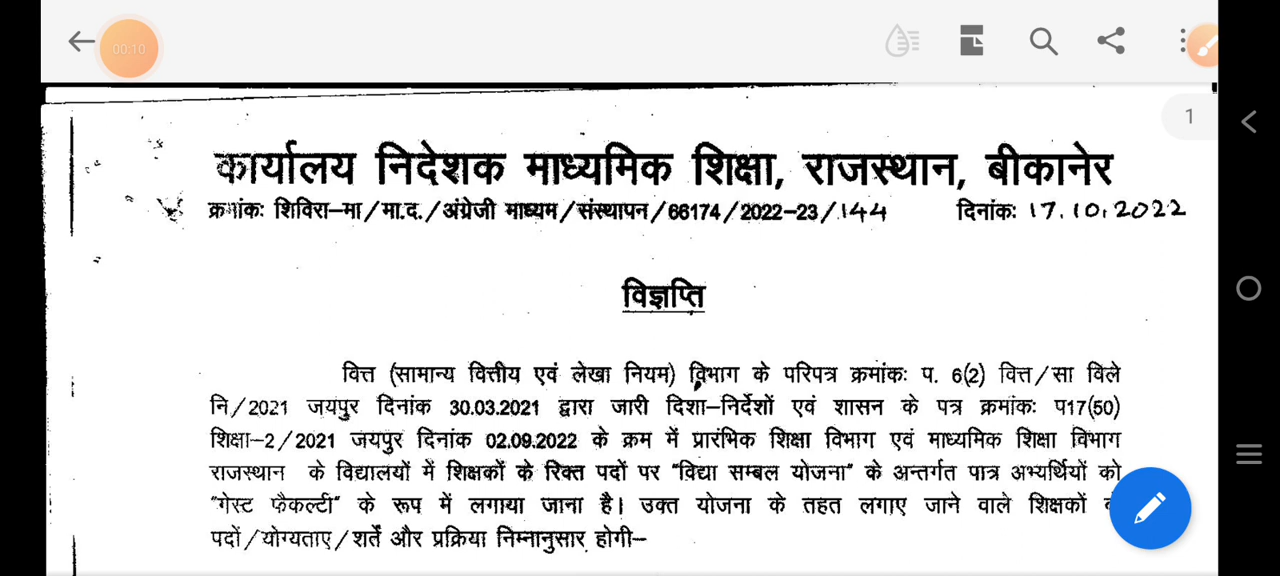 00:10
1
कार्यालय निदेशक माध्यमिक शिक्षा, राजस्थान, बीकानेर
क्रमांकः शिविरा-मा/मा.द./अंग्रेजी माध्यम/संस्थापन/66174/2022-23/144 दिनांकः 17.10.2022
विज्ञप्ति
वित्त (सामान्य वित्तीय एवं लेखा नियम) विभाग के परिपत्र क्रमांकः प. 6(2) वित्त/सा विले
नि/2021 जयपुर दिनांक 30.03.2021 द्वारा जारी दिशा-निर्देशों एवं शासन के पत्र क्रमांकः प17(50)
शिक्षा-2/2021 जयपुर दिनांक 02.09.2022 के क्रम में प्रारंभिक शिक्षा विभाग एवं माध्यमिक शिक्षा विभाग
राजस्थान के विद्यालयों में शिक्षकों के रिक्त पदों पर "विद्या सम्बल योजना" के अन्तर्गत पात्र अभ्यर्थियों को
"गेस्ट फैकल्टी" के रूप में लगाया जाना है। उक्त योजना के तहत लगाए जाने वाले शिक्षकों
पदों/योग्यताए/शर्तें और प्रक्रिया निम्नानुसार होगी-